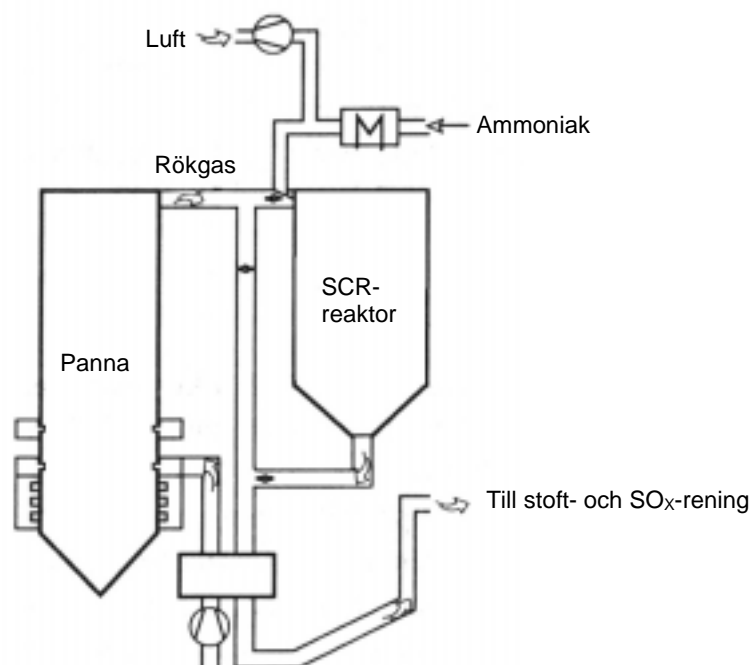 Luft
Ammoniak
Rökgas
SCR-
reaktor
Panna
Till stoft- och SOX-rening